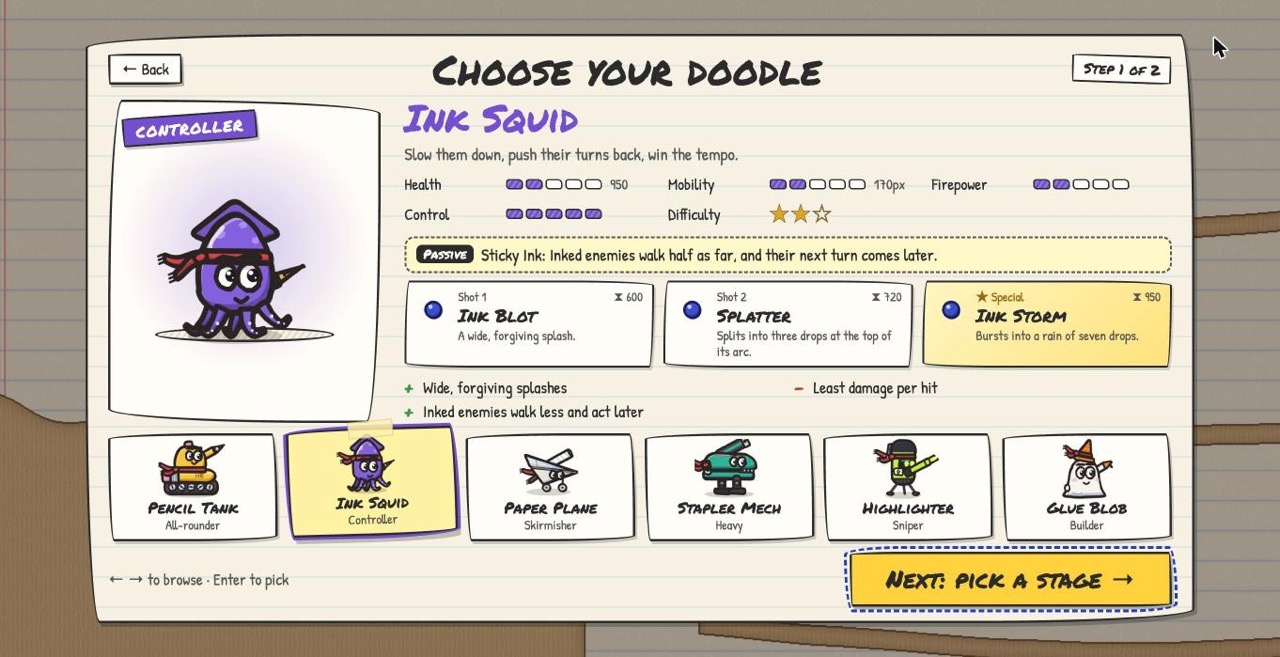 ← Back
Choose your doodle
Step 1 of 2
Controller
Ink Squid
Slow them down, push their turns back, win the tempo.
Health 950
Mobility 170px
Firepower
Control
Difficulty
Passive Sticky Ink: Inked enemies walk half as far, and their next turn comes later.
Shot 1 600
Ink Blot
A wide, forgiving splash.
Shot 2 720
Splatter
Splits into three drops at the top of
its arc.
★ Special 950
Ink Storm
Bursts into a rain of seven drops.
+ Wide, forgiving splashes
− Least damage per hit
+ Inked enemies walk less and act later
Pencil Tank
All-rounder
Ink Squid
Controller
Paper Plane
Skirmisher
Stapler Mech
Heavy
Highlighter
Sniper
Glue Blob
Builder
← → to browse · Enter to pick
Next: pick a stage →